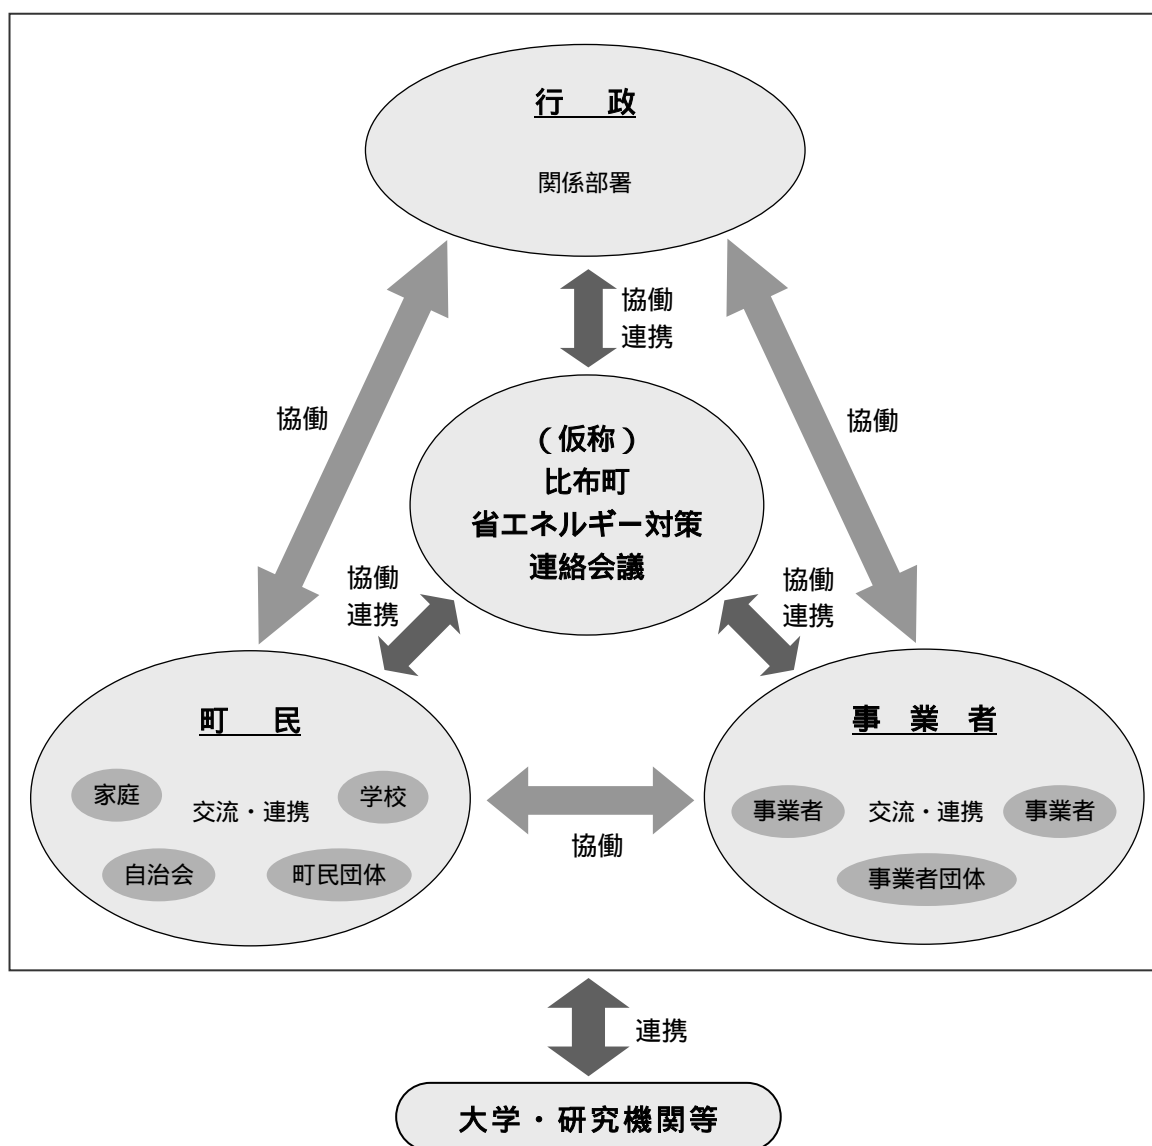 行 政
関係部署
協働
連携
協働
協働
（仮称）
比布町
省エネルギー対策
連絡会議
協働
連携
協働
連携
町 民
家庭
学校
交流・連携
自治会
町民団体
協働
事 業 者
事業者
交流・連携
事業者
事業者団体
連携
大学・研究機関等